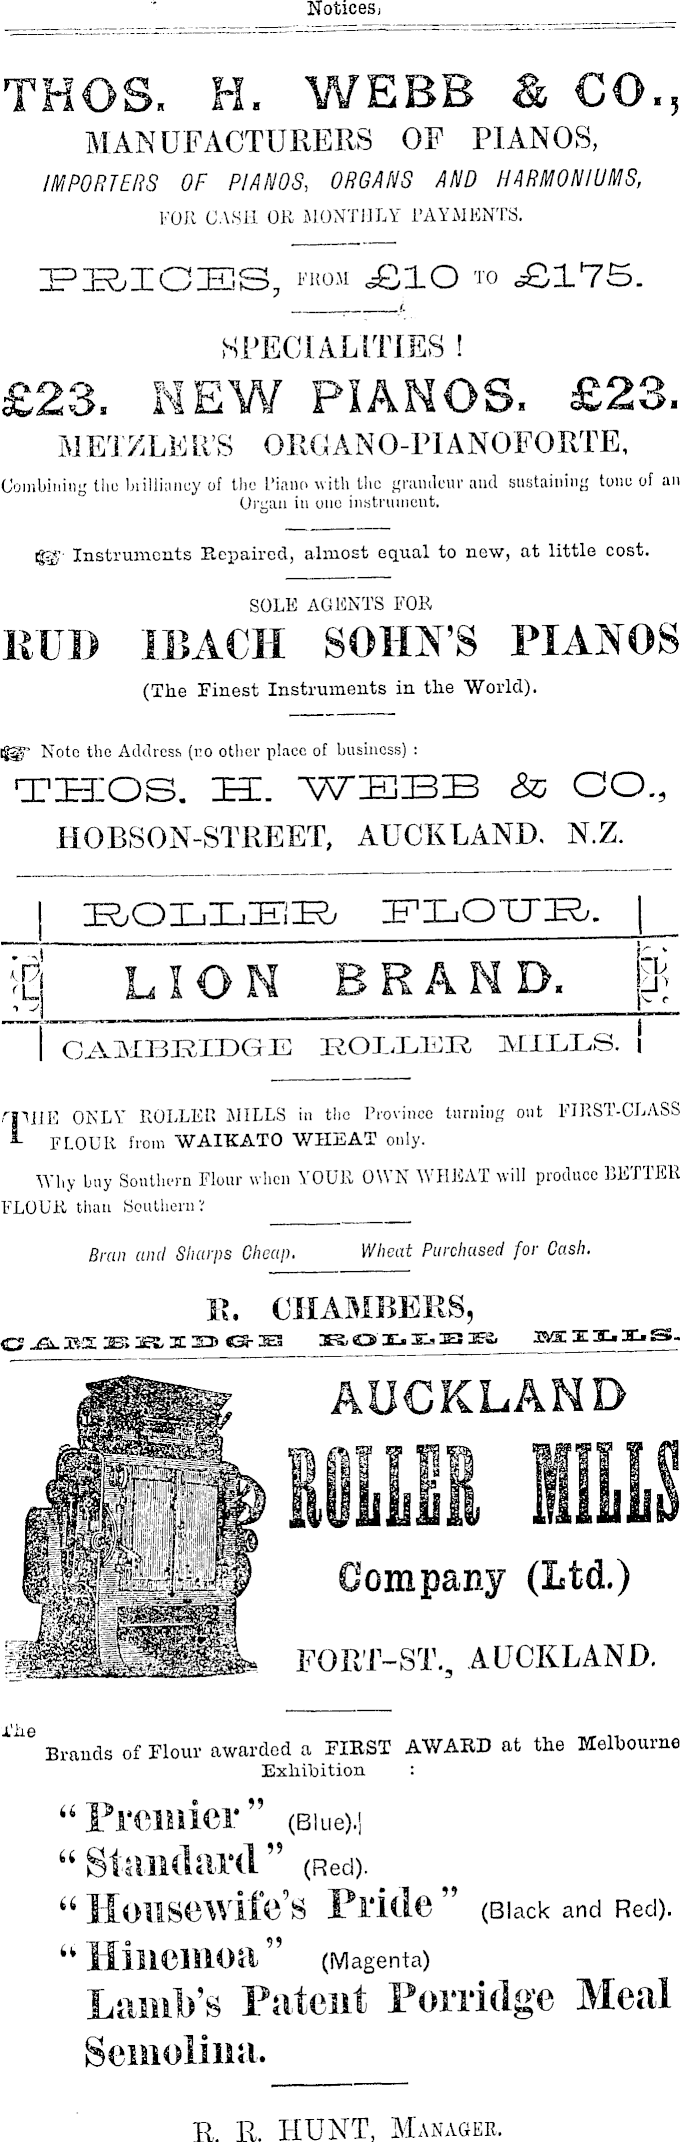 Notices,
THOS. H. WEBB & CO.,
MANUFACTURERS OF PIANOS,
IMPORTERS OF PIANOS, ORGANS AND HARMONIUMS,
FOR CASH OR MONTHLY PAYMENTS.
PRICES, FROM £10 TO £175.
SPECIALITIES !
£23. NEW PIANOS. £23.
METZLER'S ORGANO-PIANOFORTE,
Combining the brilliancy of the Piano with the grandeur and sustaining tone of an
Organ in one instrument.
☞ Instruments Repaired, almost equal to new, at little cost.
SOLE AGENTS FOR
RUD IBACH SOHN'S PIANOS
(The Finest Instruments in the World).
☞ Note the Address (no other place of business) :
THOS. H. WEBB & CO.,
HOBSON-STREET, AUCKLAND. N.Z.
ROLLER FLOUR.
LION BRAND.
CAMBRIDGE ROLLER MILLS.
THE ONLY ROLLER MILLS in the Province turning out FIRST-CLASS
FLOUR from WAIKATO WHEAT only.
Why buy Southern Flour when YOUR OWN WHEAT will produce BETTER
FLOUR than Southern?
Bran and Sharps Cheap. Wheat Purchased for Cash.
R. CHAMBERS,
CAMBRIDGE ROLLER MILLS.
AUCKLAND
ROLLER MILLS
Company (Ltd.)
FORT-ST., AUCKLAND.
The
Brands of Flour awarded a FIRST AWARD at the Melbourne
Exhibition :
"Premier" (Blue).
"Standard" (Red).
"Housewife's Pride" (Black and Red).
"Hinemoa" (Magenta)
Lamb's Patent Porridge Meal
Semolina.
R. R. HUNT, MANAGER.